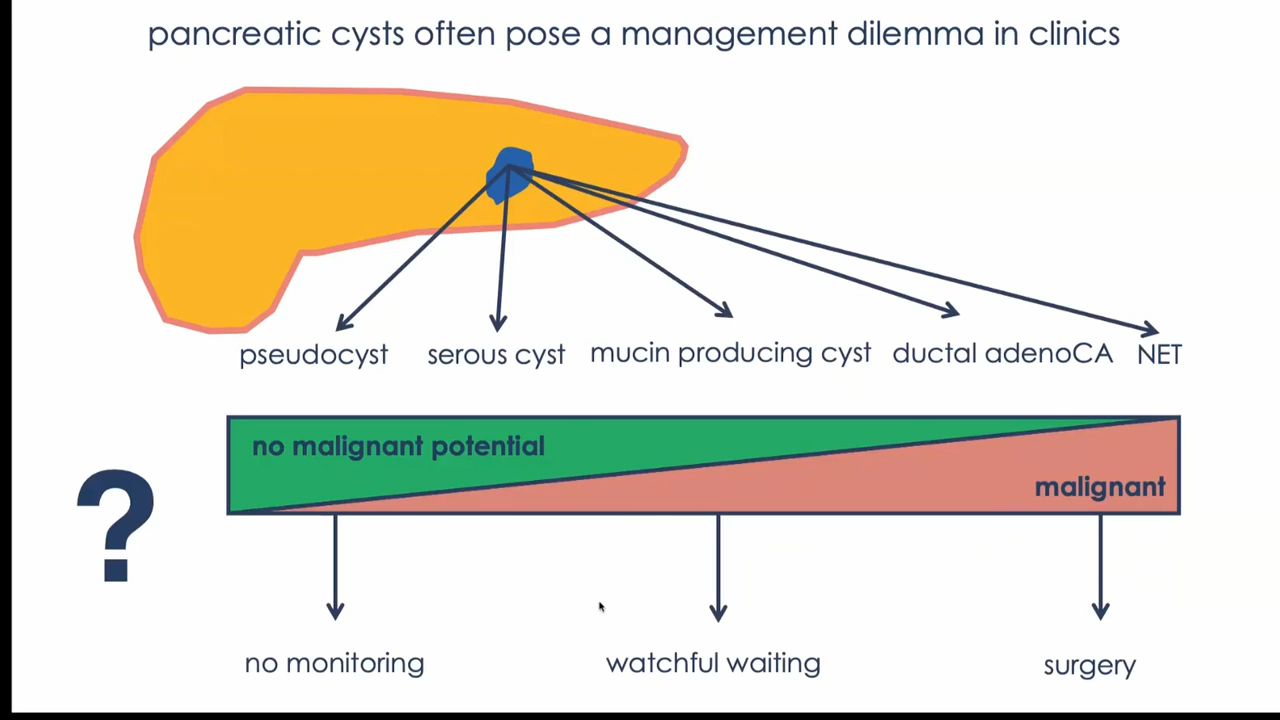 pancreatic cysts often pose a management dilemma in clinics
pseudocyst serous cyst mucin producing cyst ductal adenoCA NET
no malignant potential
malignant
?
no monitoring watchful waiting surgery